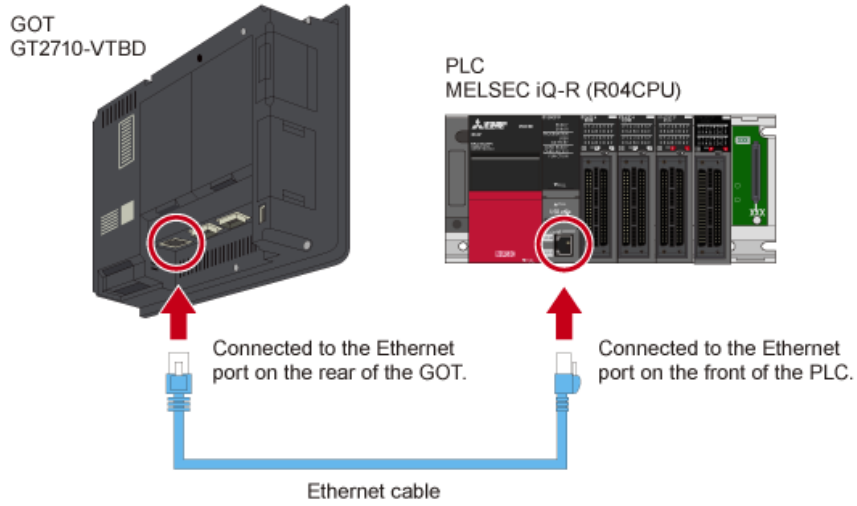 GOT
GT2710-VTBD
PLC
MELSEC iQ-R (R04CPU)
Connected to the Ethernet
port on the rear of the GOT.
Connected to the Ethernet
port on the front of the PLC.
Ethernet cable